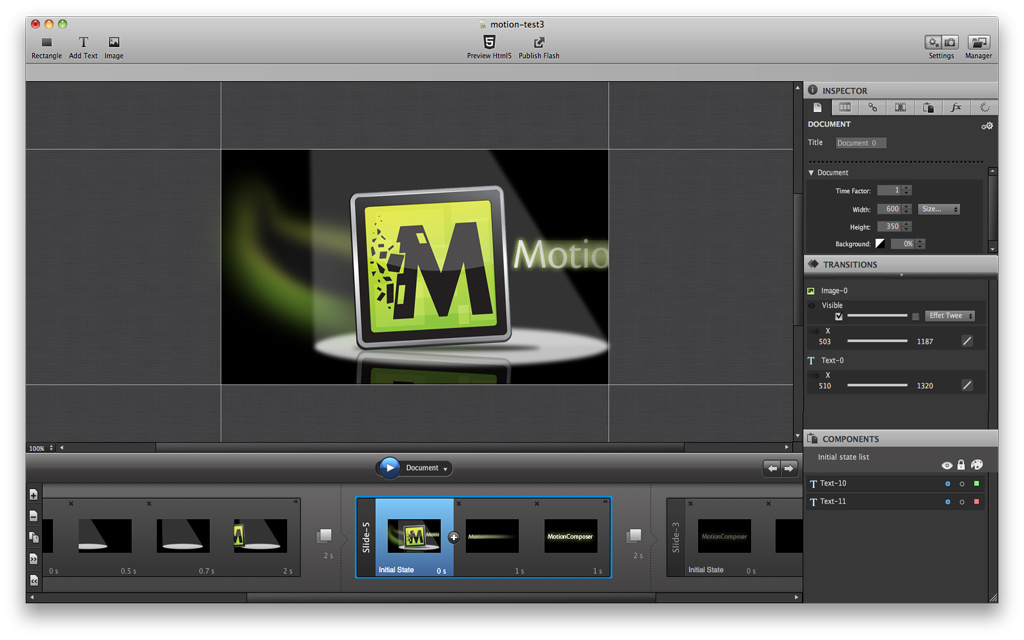 motion-test3
Rectangle Add Text Image Preview Html5 Publish Flash Settings Manager
INSPECTOR
fx
DOCUMENT
Title Document 0
Document
Time Factor: 1
Width: 600 Size...
Height: 350
Background: 0%
M
Motio
TRANSITIONS
Image-0
Visible
Effet Twee
X
503 1187
T Text-0
X
510 1320
100%
COMPONENTS
Initial state list
T Text-10
T Text-11
Document
0 s 0.5 s 0.7 s 2 s
2 s
Slide-5
Initial State 0 s
1 s
MotionComposer
1 s
2 s
Slide-3
MotionComposer
Initial State 0 s